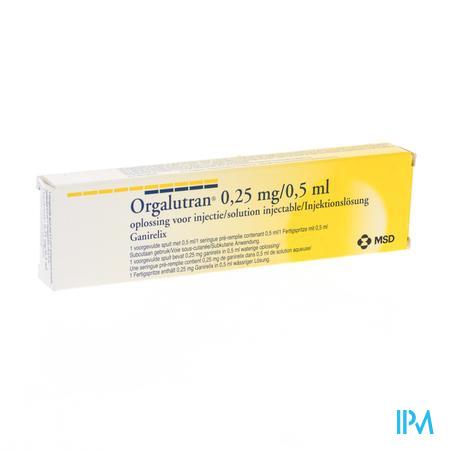 Orgalutran® 0,25 mg/0,5 ml
oplossing voor injectie/solution injectable/Injektionslösung
Ganirelix
1 voorgevulde spuit met 0,5 ml/1 seringue pré-remplie contenant 0,5 ml/1 Fertigspritze mit 0,5 ml
Subcutaan gebruik/Voie sous-cutanée/Subkutane Anwendung.
1 voorgevulde spuit bevat 0,25 mg ganirelix in 0,5 ml waterige oplossing/
Une seringue pré-remplie contient 0,25 mg de ganirelix dans 0,5 ml de solution aqueuse/
1 Fertigspritze enthält 0,25 mg Ganirelix in 0,5 ml wässriger Lösung.
MSD
IPM